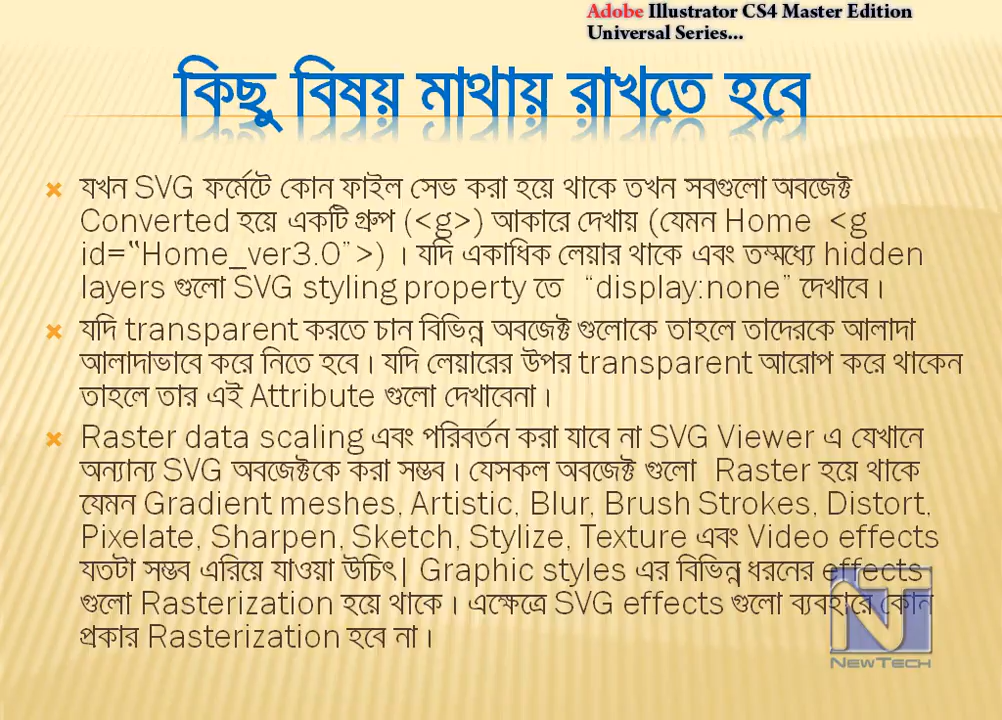 Adobe Illustrator CS4 Master Edition
Universal Series...
কিছু বিষয় মাথায় রাখতে হবে
যখন SVG ফর্মেটে কোন ফাইল সেভ করা হয়ে থাকে তখন সবগুলো অবজেক্ট
Converted হয়ে একটি গ্রুপ (<g>) আকারে দেখায় (যেমন Home <g
id=“Home_ver3.0”>) । যদি একাধিক লেয়ার থাকে এবং তম্মধ্যে hidden
layers গুলো SVG styling property তে “display:none” দেখাবে।
যদি transparent করতে চান বিভিন্ন অবজেক্ট গুলোকে তাহলে তাদেরকে আলাদা
আলাদাভাবে করে নিতে হবে। যদি লেয়ারের উপর transparent আরোপ করে থাকেন
তাহলে তার এই Attribute গুলো দেখাবেনা।
Raster data scaling এবং পরিবর্তন করা যাবে না SVG Viewer এ যেখানে
অন্যান্য SVG অবজেক্টকে করা সম্ভব। যেসকল অবজেক্ট গুলো Raster হয়ে থাকে
যেমন Gradient meshes, Artistic, Blur, Brush Strokes, Distort,
Pixelate, Sharpen, Sketch, Stylize, Texture এবং Video effects
যতটা সম্ভব এরিয়ে যাওয়া উচিৎ| Graphic styles এর বিভিন্ন ধরনের effects
গুলো Rasterization হয়ে থাকে। এক্ষেত্রে SVG effects গুলো ব্যবহারে কোন
প্রকার Rasterization হবে না।
N
NewTech